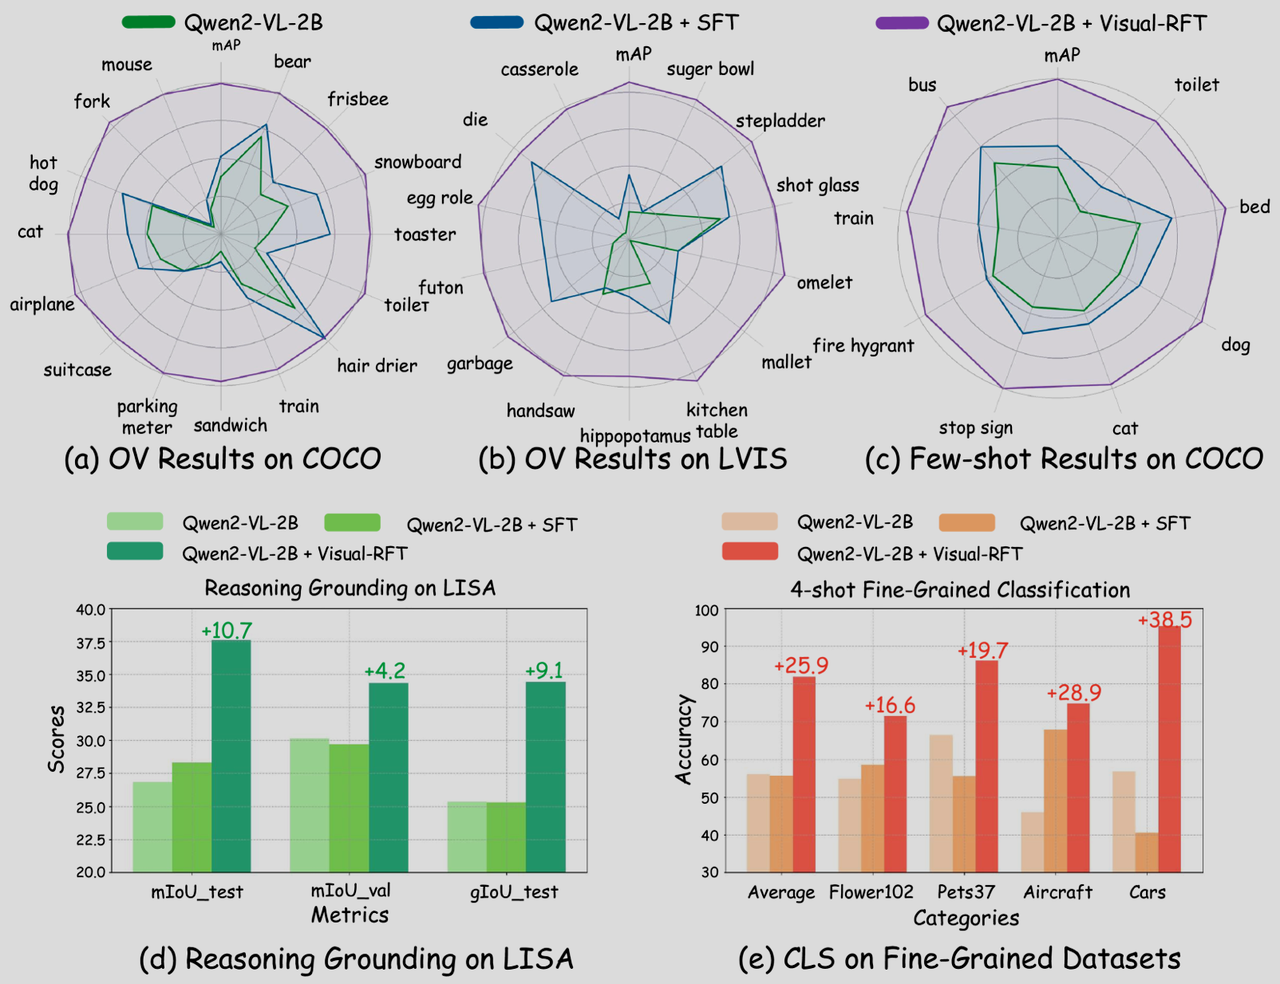 Qwen2-VL-2B
Qwen2-VL-2B + SFT
Qwen2-VL-2B + Visual-RFT
mAP
bear
frisbee
snowboard
toaster
toilet
hair drier
train
sandwich
parking
meter
suitcase
airplane
cat
hot
dog
fork
mouse
(a) OV Results on COCO
mAP
suger bowl
stepladder
shot glass
omelet
mallet
kitchen
table
hippopotamus
handsaw
garbage
futon
egg role
die
casserole
(b) OV Results on LVIS
mAP
toilet
bed
dog
cat
stop sign
fire hygrant
train
bus
(c) Few-shot Results on COCO
Qwen2-VL-2B
Qwen2-VL-2B + SFT
Qwen2-VL-2B + Visual-RFT
Reasoning Grounding on LISA
Scores
40.0
37.5
35.0
32.5
30.0
27.5
25.0
22.5
20.0
+10.7
+4.2
+9.1
mIoU_test
mIoU_val
gIoU_test
Metrics
(d) Reasoning Grounding on LISA
Qwen2-VL-2B
Qwen2-VL-2B + SFT
Qwen2-VL-2B + Visual-RFT
4-shot Fine-Grained Classification
Accuracy
100
90
80
70
60
50
40
30
+25.9
+16.6
+19.7
+28.9
+38.5
Average
Flower102
Pets37
Aircraft
Cars
Categories
(e) CLS on Fine-Grained Datasets